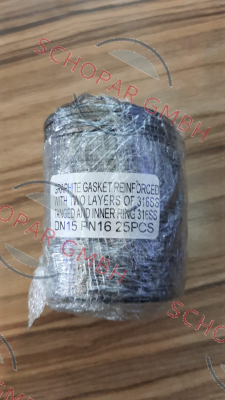 SCHOPAR GMBH
GRAPHITE GASKET REINFORCED
WITH TWO LAYERS OF 316SS
TANGED AND INNER RING 316SS
DN15 PN16 25PCS
SCHOPAR GMBH